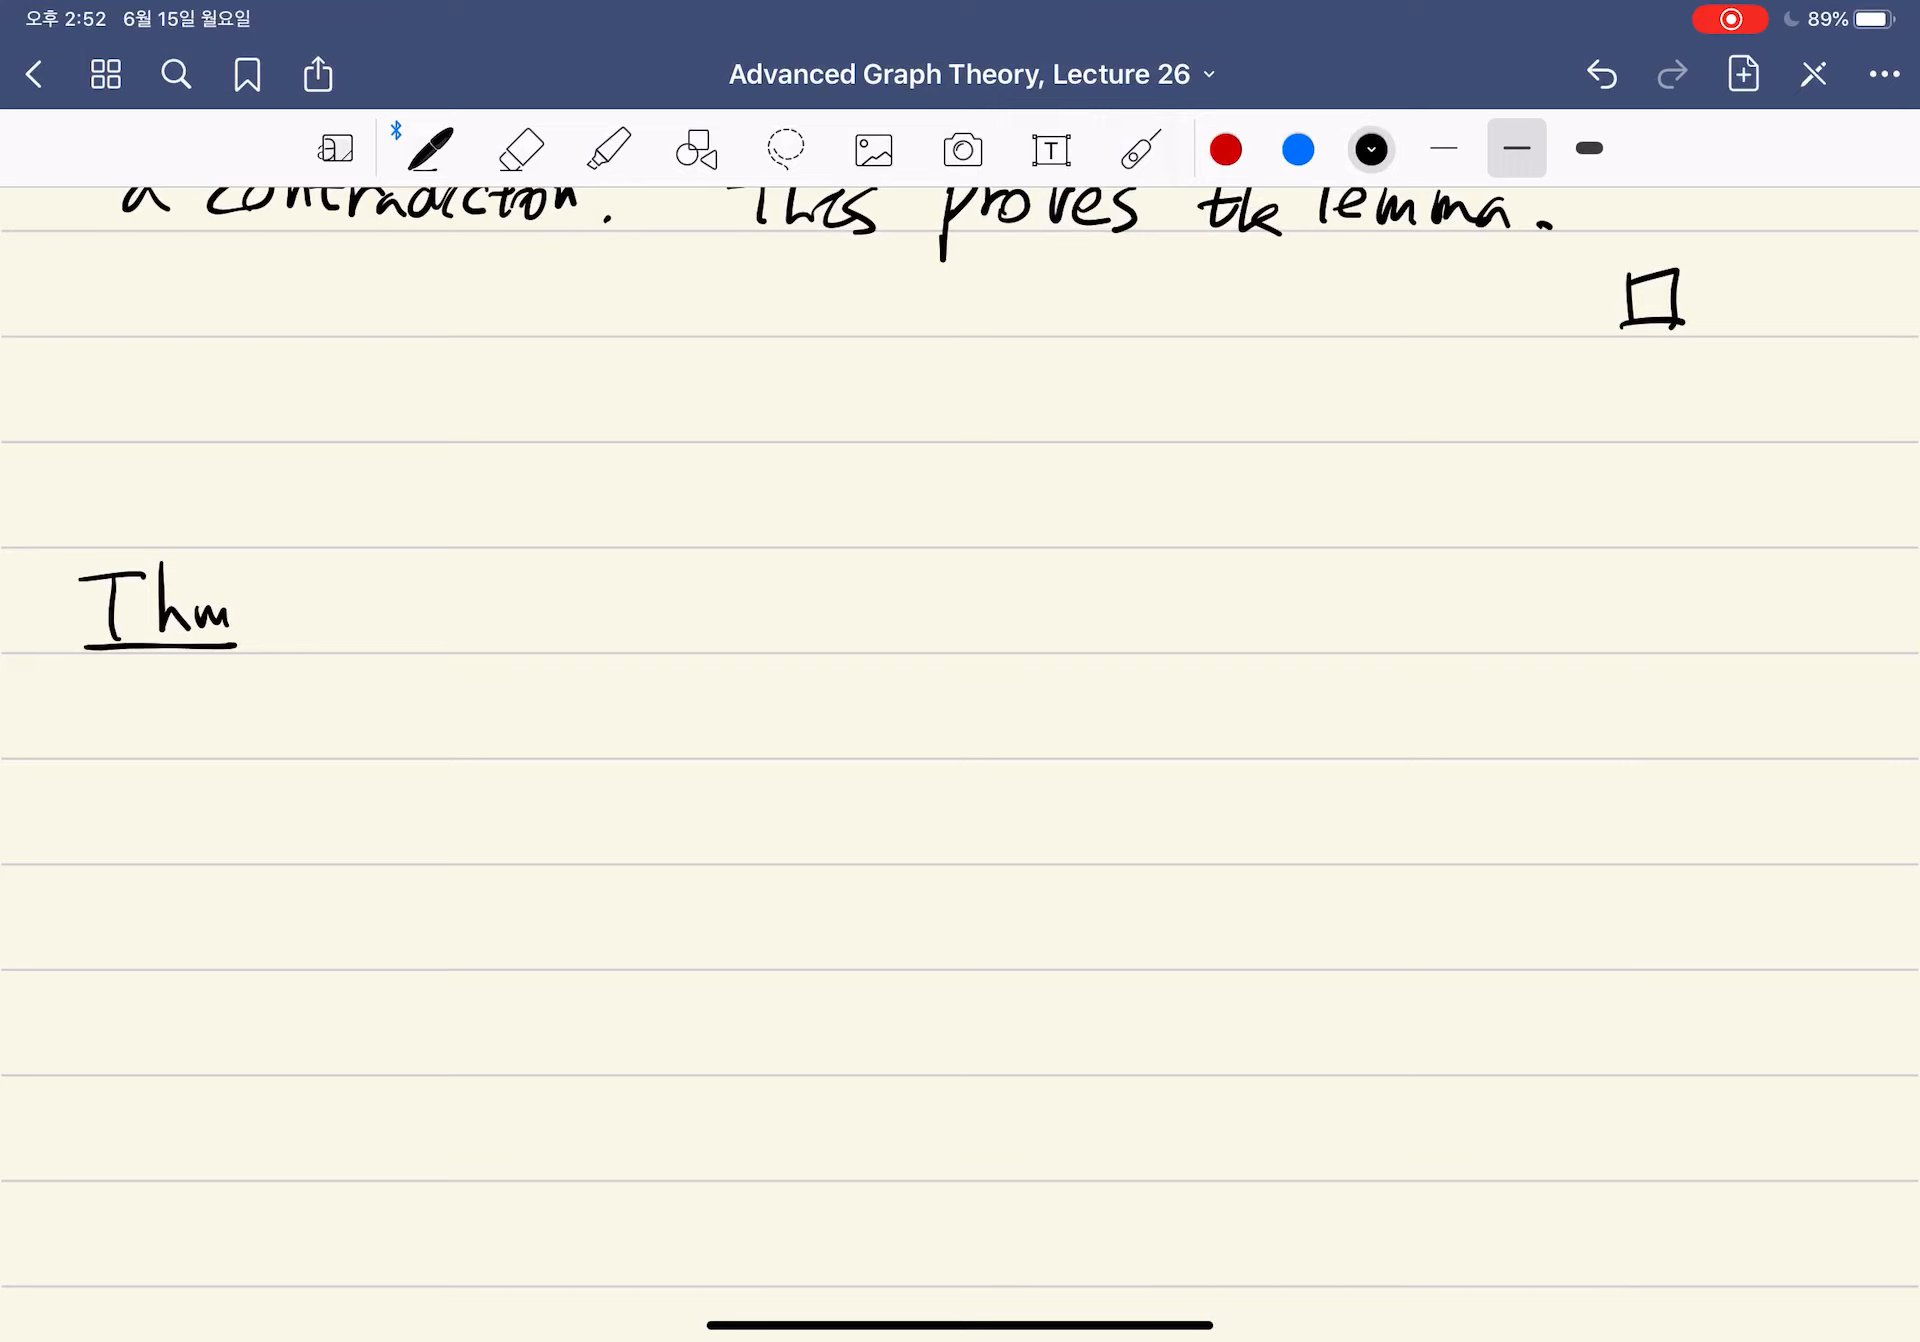 오후 2:52 6월 15일 월요일
89%
Advanced Graph Theory, Lecture 26
a contradiction. This proves the lemma.
Thm